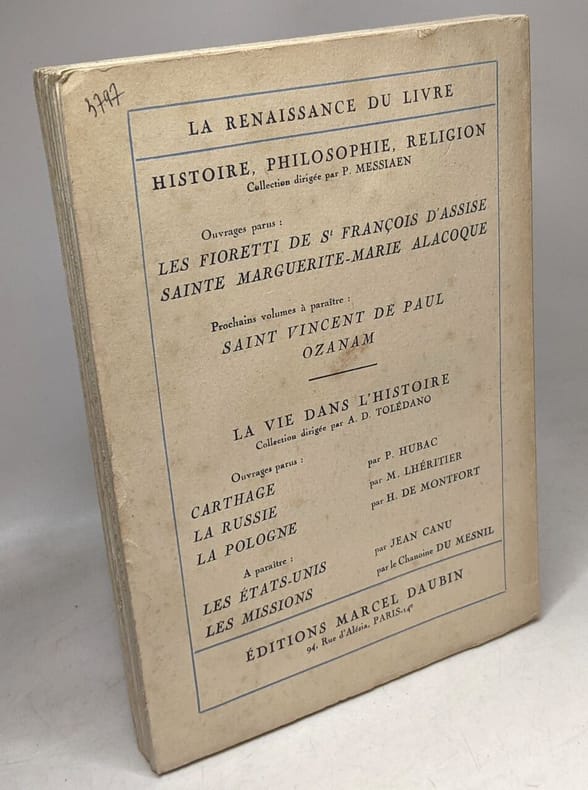 3797
LA RENAISSANCE DU LIVRE
HISTOIRE, PHILOSOPHIE, RELIGION
Collection dirigée par P. MESSIAEN
Ouvrages parus :
LES FIORETTI DE St FRANÇOIS D'ASSISE
SAINTE MARGUERITE-MARIE ALACOQUE
Prochains volumes à paraître :
SAINT VINCENT DE PAUL
OZANAM
LA VIE DANS L'HISTOIRE
Collection dirigée par A. D. TOLÉDANO
Ouvrages parus :
CARTHAGE par P. HUBAC
LA RUSSIE par M. LHÉRITIER
LA POLOGNE par H. DE MONTFORT
A paraître :
LES ÉTATS-UNIS par JEAN CANU
LES MISSIONS par le Chanoine DU MESNIL
ÉDITIONS MARCEL DAUBIN
94, Rue d'Alésia, PARIS-14e